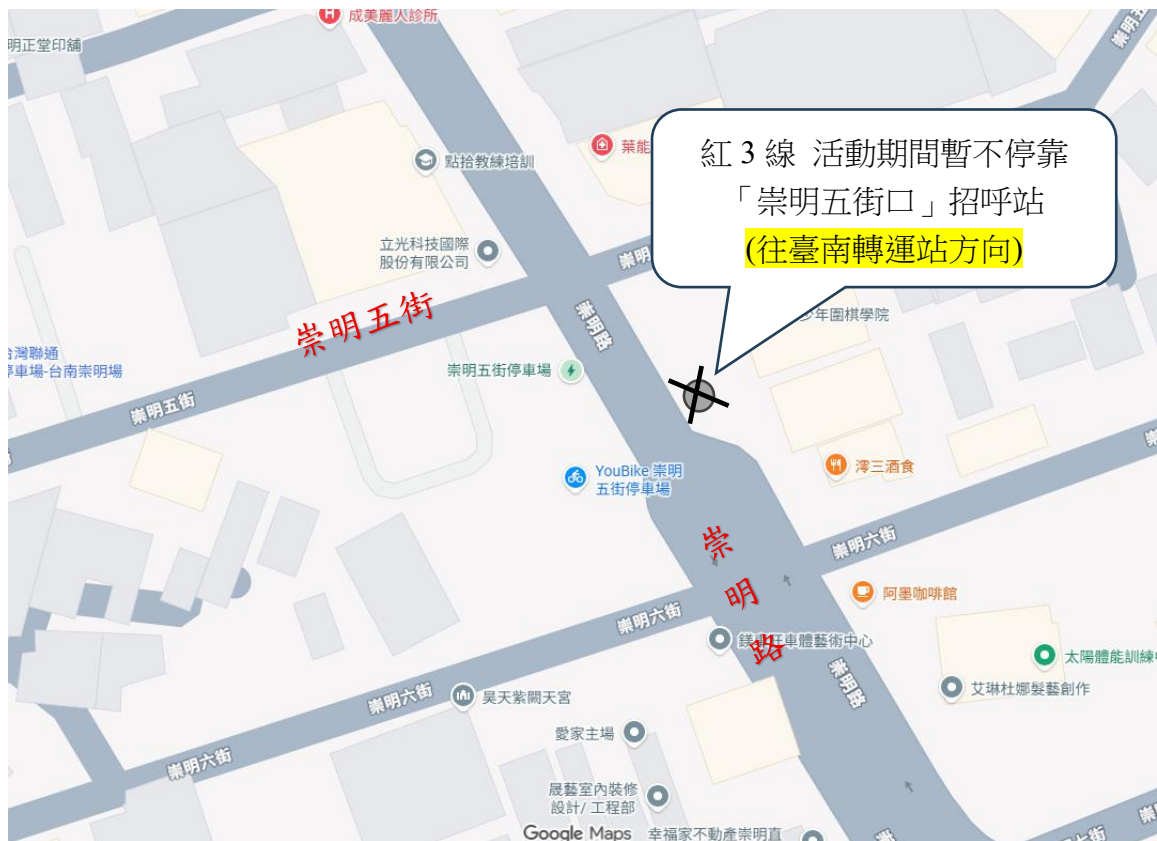 成美麗人診所
明正堂印舖
崇明五
點拾教練培訓
葉能
紅 3 線 活動期間暫不停靠
「崇明五街口」招呼站
(往臺南轉運站方向)
立光科技國際
股份有限公司
崇明
崇明五街
崇明路
少年圍棋學院
台灣聯通
停車場-台南崇明場
崇明五街停車場
崇明五街
YouBike 崇明
五街停車場
澪三酒食
崇
明
路
崇明六街
阿墨咖啡館
崇明六街
車體藝術中心
太陽體能訓練
崇明路
艾琳杜娜髮藝創作
崇明六街
昊天紫闕天宮
愛家主場
崇明六街
晟藝室內裝修
設計/ 工程部
Google Maps
幸福家不動產崇明直
七街